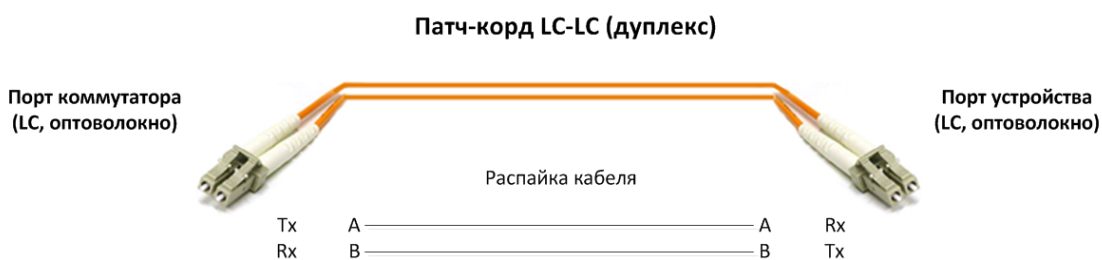 Патч-корд LC-LC (дуплекс)
Порт коммутатора
(LC, оптоволокно)
Порт устройства
(LC, оптоволокно)
Распайка кабеля
Tx A A Rx
Rx B B Tx